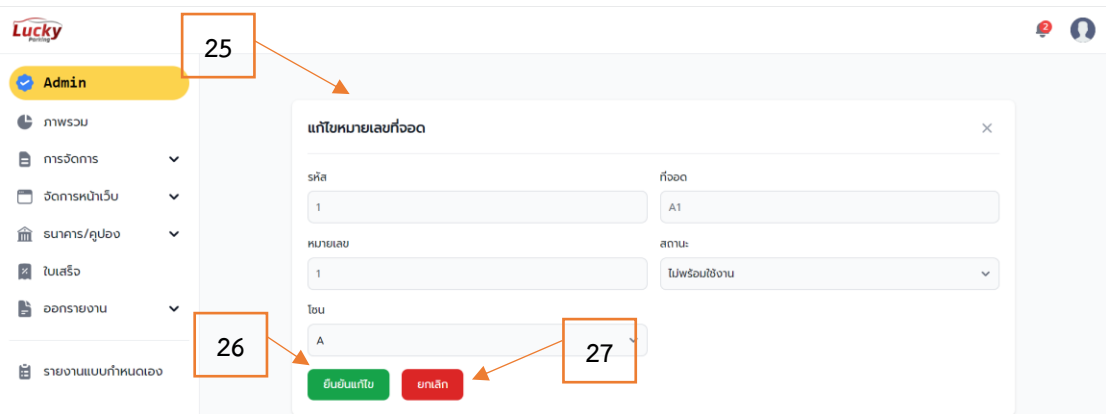 Lucky
Parking
25
2
Admin
ภาพรวม
การจัดการ
จัดการหน้าเว็บ
ธนาคาร/คูปอง
ใบเสร็จ
ออกรายงาน
รายงานแบบกำหนดเอง
แก้ไขหมายเลขที่จอด
รหัส
ที่จอด
1
A1
หมายเลข
สถานะ
1
ไม่พร้อมใช้งาน
โซน
A
26
27
ยืนยันแก้ไข
ยกเลิก